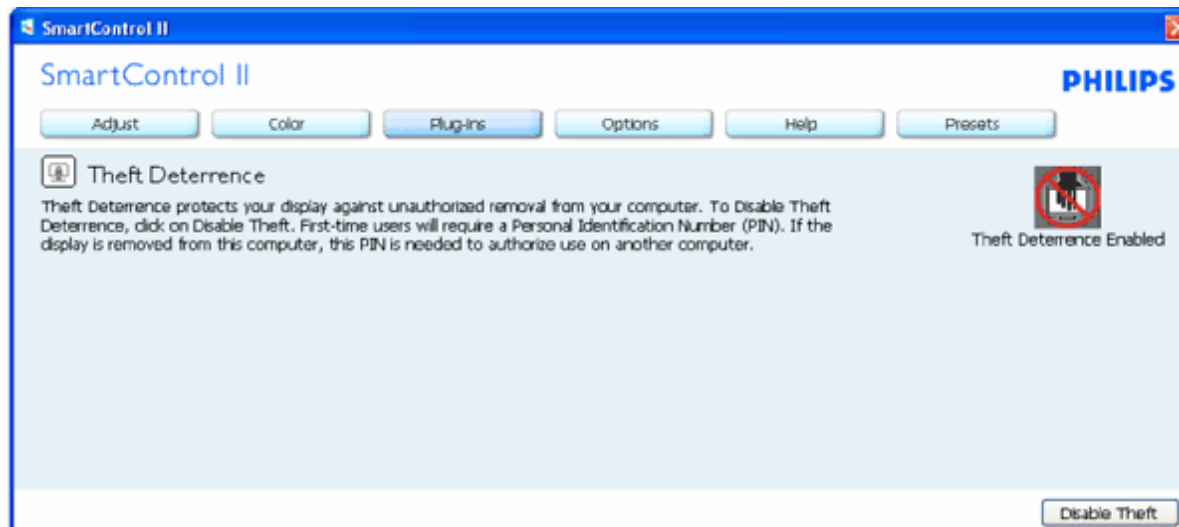 SmartControl II
SmartControl II
PHILIPS
Adjust Color Plug-Ins Options Help Presets
Theft Deterrence
Theft Deterrence protects your display against unauthorized removal from your computer. To Disable Theft
Deterrence, click on Disable Theft. First-time users will require a Personal Identification Number (PIN). If the
display is removed from this computer, this PIN is needed to authorize use on another computer.
Theft Deterrence Enabled
Disable Theft